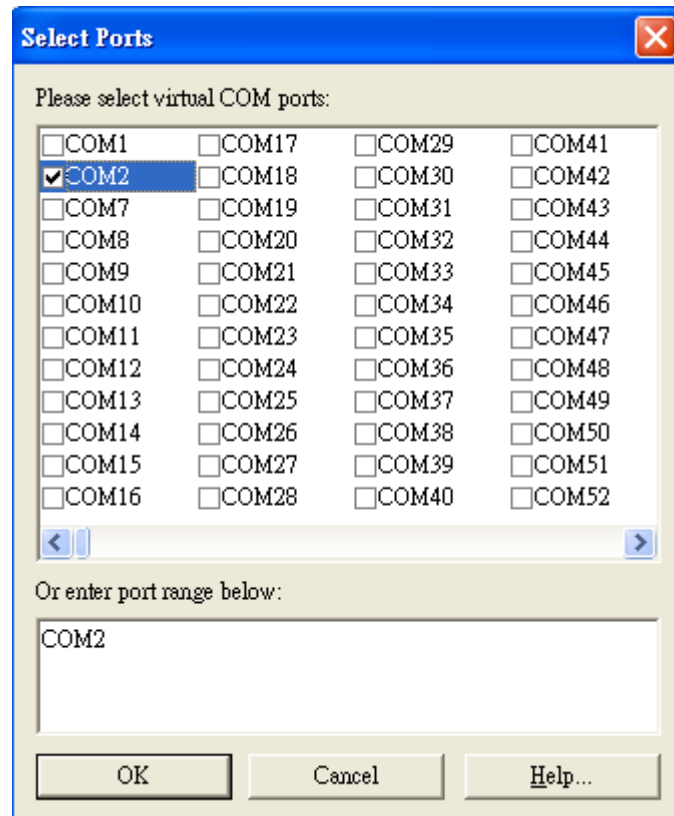 Select Ports
Please select virtual COM ports:
COM1 COM17 COM29 COM41
COM2 COM18 COM30 COM42
COM7 COM19 COM31 COM43
COM8 COM20 COM32 COM44
COM9 COM21 COM33 COM45
COM10 COM22 COM34 COM46
COM11 COM23 COM35 COM47
COM12 COM24 COM36 COM48
COM13 COM25 COM37 COM49
COM14 COM26 COM38 COM50
COM15 COM27 COM39 COM51
COM16 COM28 COM40 COM52
Or enter port range below:
COM2
OK Cancel Help...